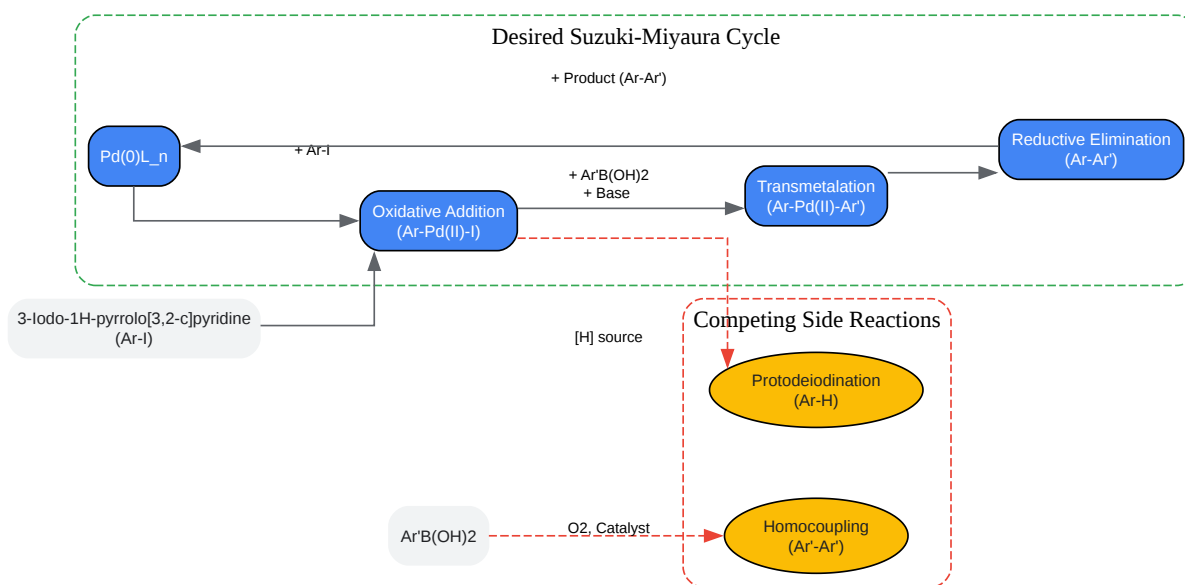 Desired Suzuki-Miyaura Cycle
+ Product (Ar-Ar')
Pd(0)L_n
+ Ar-I
Reductive Elimination
(Ar-Ar')
+ Ar'B(OH)2
+ Base
Transmetalation
(Ar-Pd(II)-Ar')
Oxidative Addition
(Ar-Pd(II)-I)
3-Iodo-1H-pyrrolo[3,2-c]pyridine
(Ar-I)
Competing Side Reactions
[H] source
Protodeiodination
(Ar-H)
Ar'B(OH)2
O2, Catalyst
Homocoupling
(Ar'-Ar')